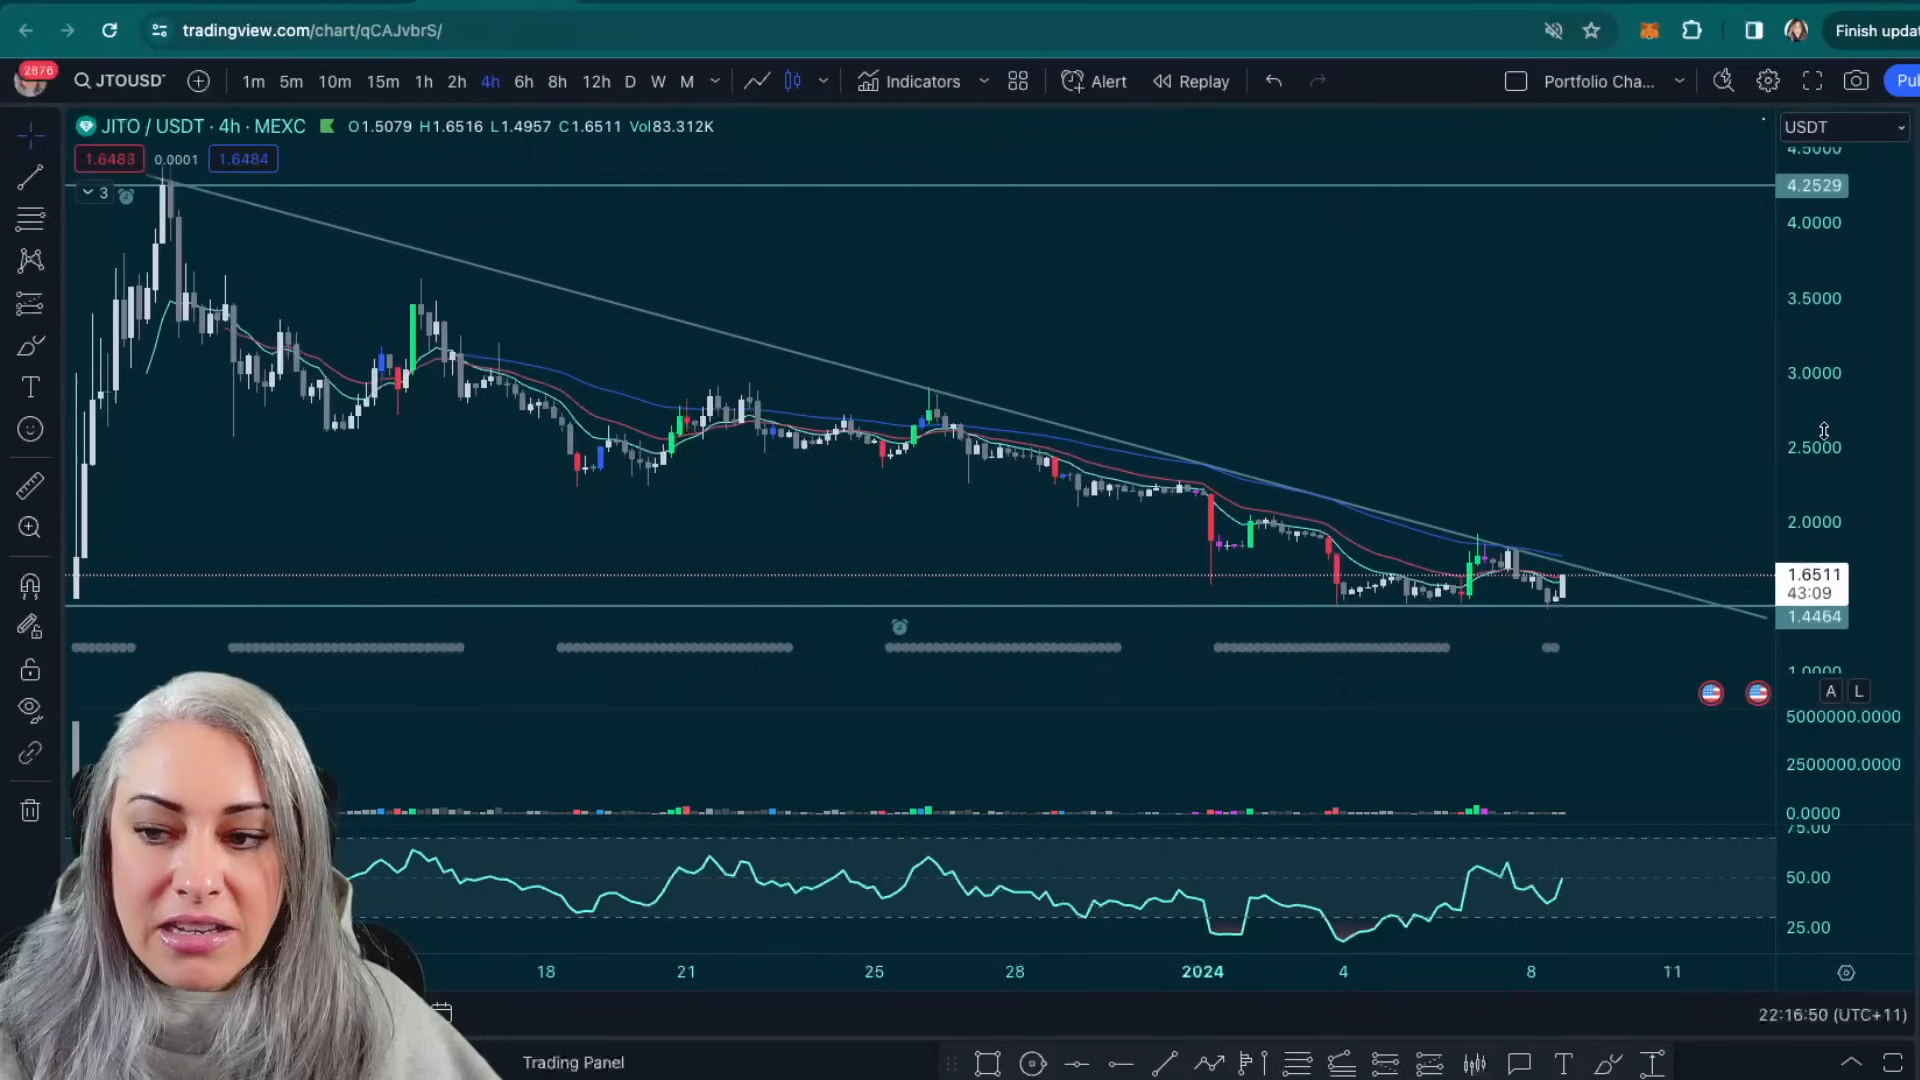 tradingview.com/chart/qCAJvbrS/
Finish updat
2876
JTOUSD
1m 5m 10m 15m 1h 2h 4h 6h 8h 12h D W M
Indicators
Alert
Replay
Portfolio Cha...
Pul
JITO / USDT · 4h · MEXC
O1.5079 H1.6516 L1.4957 C1.6511 Vol83.312K
USDT
1.6483 0.0001 1.6484
3
4.5000
4.2529
4.0000
3.5000
3.0000
2.5000
2.0000
1.6511
43:09
1.4464
1.0000
A L
5000000.0000
2500000.0000
0.0000
75.00
50.00
25.00
18 21 25 28 2024 4 8 11
22:16:50 (UTC+11)
Trading Panel